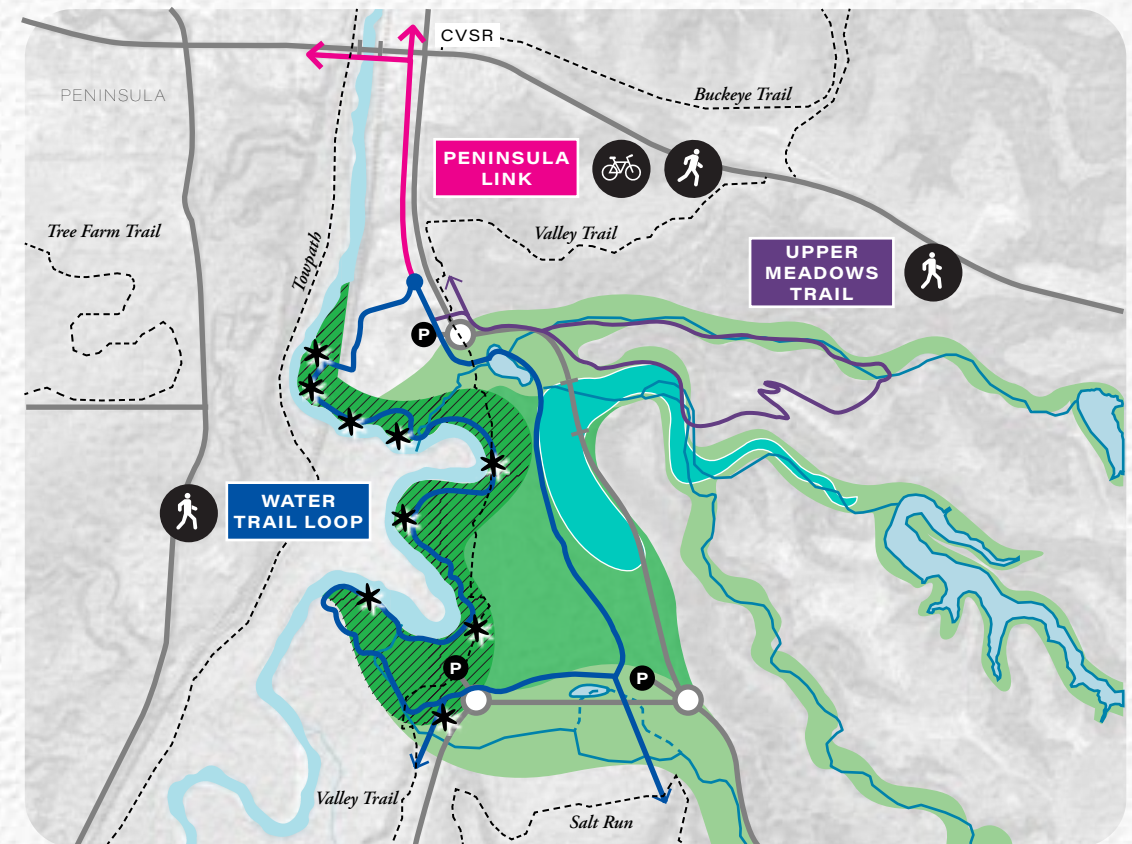 CVSR
PENINSULA
Buckeye Trail
PENINSULA
LINK
Tree Farm Trail
Valley Trail
Towpath
UPPER
MEADOWS
TRAIL
P
WATER
TRAIL LOOP
P
P
Valley Trail
Salt Run